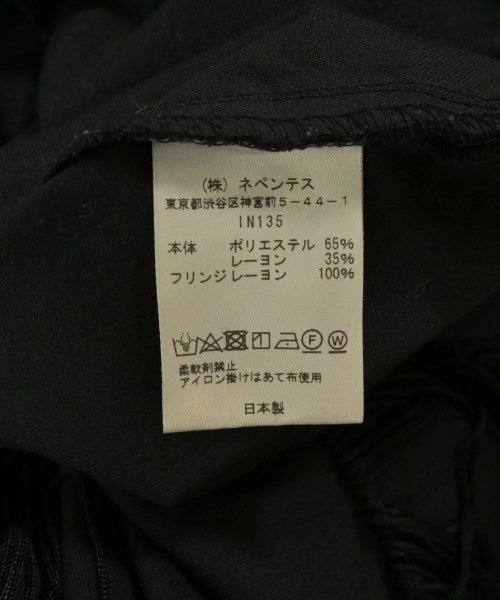 (株) ネペンテス
東京都渋谷区神宮前5-44-1
IN135
本体 ポリエステル 65%
レーヨン 35%
フリンジレーヨン 100%
F W
柔軟剤禁止
アイロン掛けはあて布使用
日本製